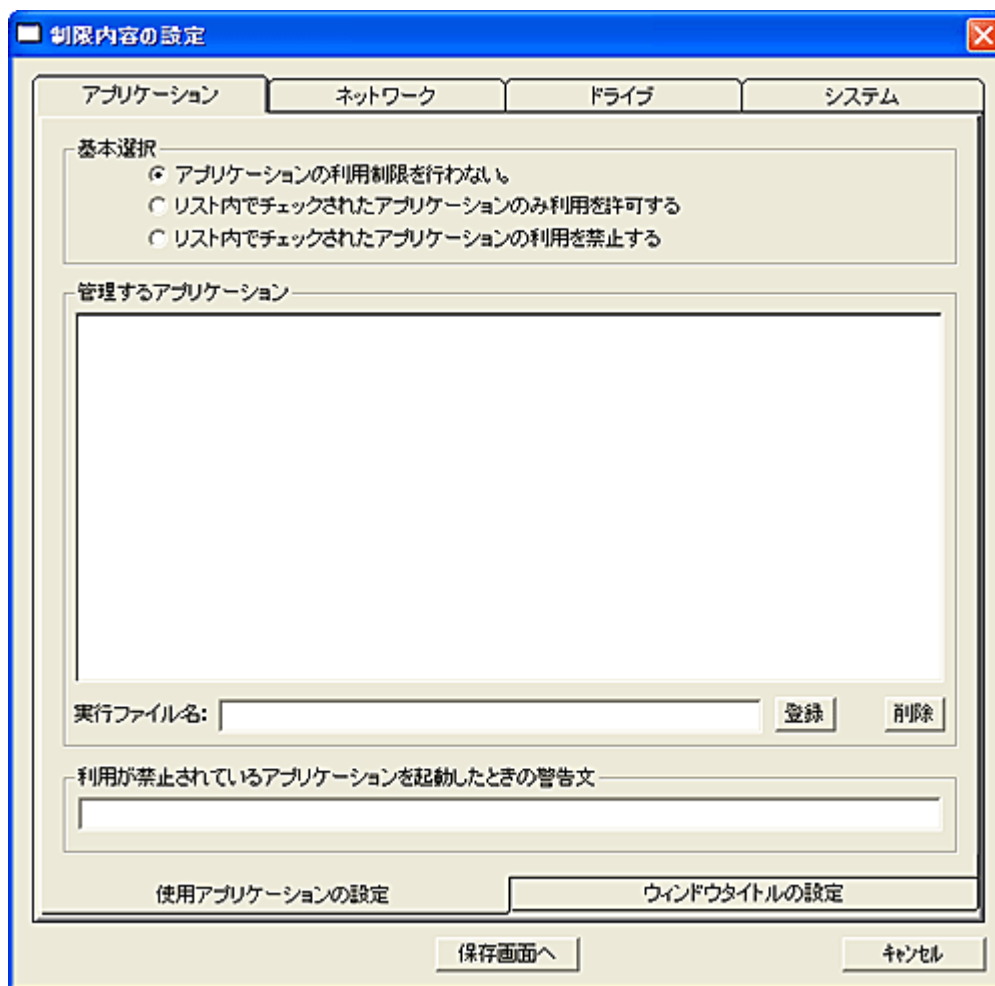 制限内容の設定
アプリケーション ネットワーク ドライブ システム
基本選択
アプリケーションの利用制限を行わない。
リスト内でチェックされたアプリケーションのみ利用を許可する
リスト内でチェックされたアプリケーションの利用を禁止する
管理するアプリケーション
実行ファイル名: 登録 削除
利用が禁止されているアプリケーションを起動したときの警告文
使用アプリケーションの設定 ウィンドウタイトルの設定
保存画面へ キャンセル